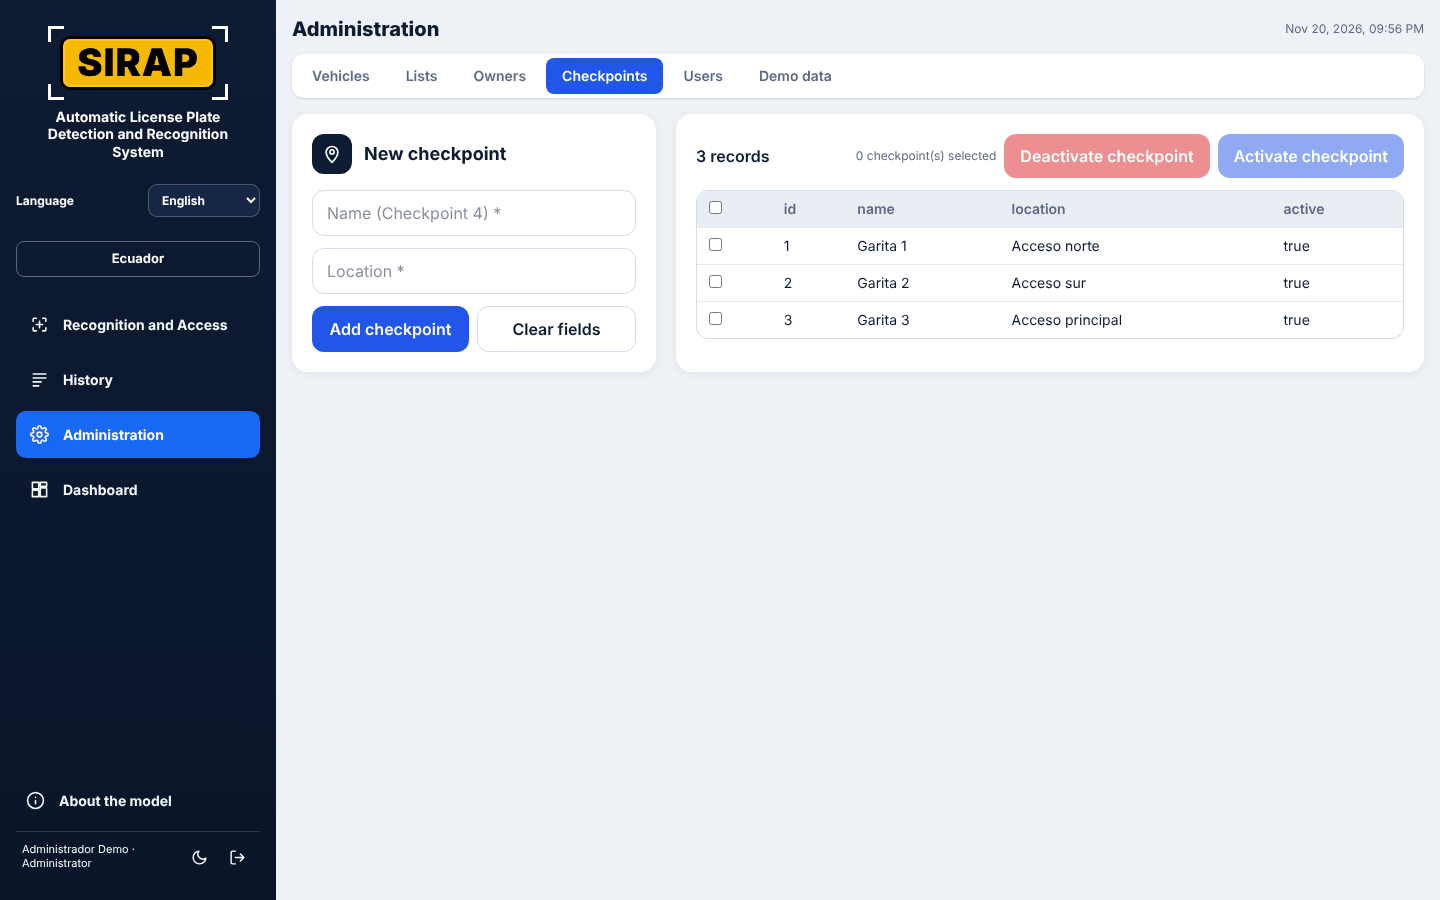 SIRAP
Automatic License Plate
Detection and Recognition
System
Language
English
Ecuador
Recognition and Access
History
Administration
Dashboard
About the model
Administrador Demo ·
Administrator
Administration
Nov 20, 2026, 09:56 PM
Vehicles Lists Owners Checkpoints Users Demo data
New checkpoint
Name (Checkpoint 4) *
Location *
Add checkpoint Clear fields
3 records 0 checkpoint(s) selected Deactivate checkpoint Activate checkpoint
id name location active
1 Garita 1 Acceso norte true
2 Garita 2 Acceso sur true
3 Garita 3 Acceso principal true